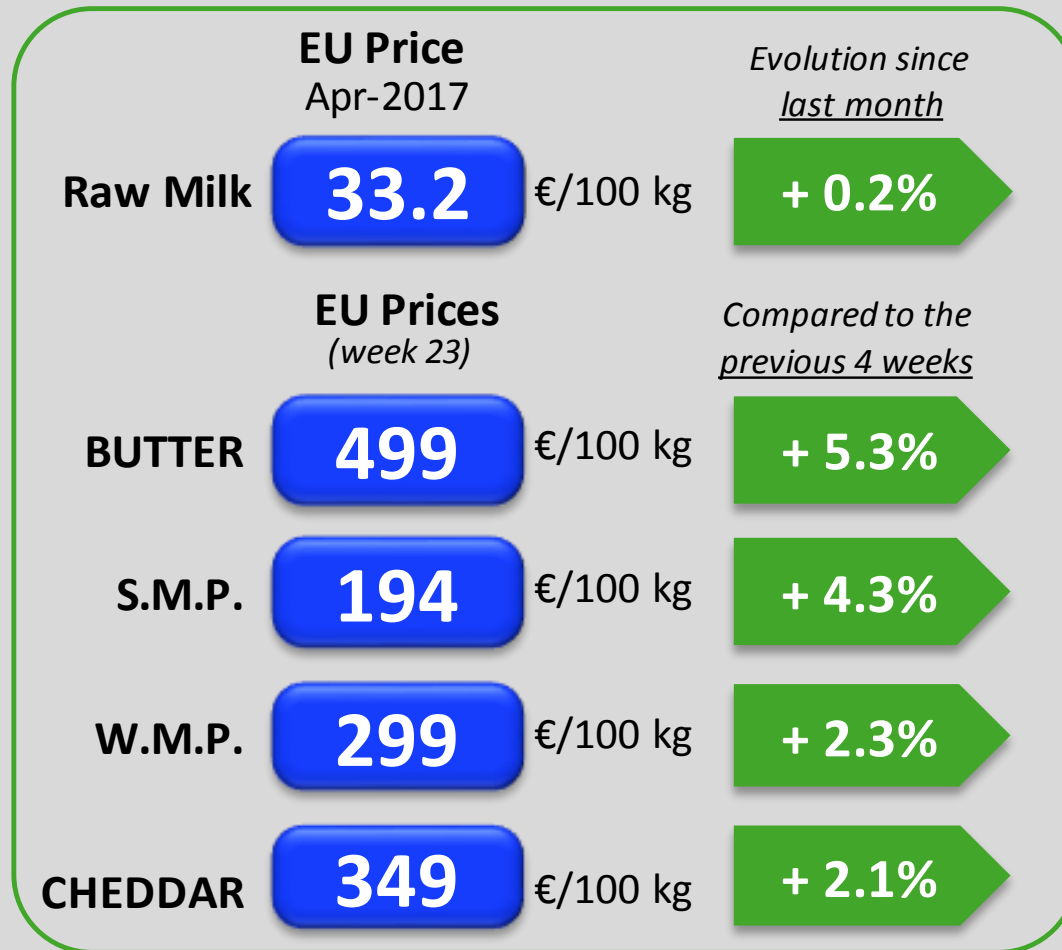 EU Price
Apr-2017
Evolution since
last month
Raw Milk 33.2 €/100 kg + 0.2%
EU Prices
(week 23)
Compared to the
previous 4 weeks
BUTTER 499 €/100 kg + 5.3%
S.M.P. 194 €/100 kg + 4.3%
W.M.P. 299 €/100 kg + 2.3%
CHEDDAR 349 €/100 kg + 2.1%